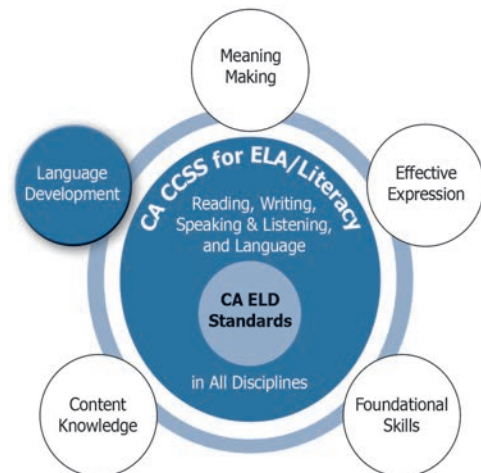 Meaning
Making
Language
Development
Effective
Expression
CA CCSS for ELA/Literacy
Reading, Writing,
Speaking & Listening,
and Language
CA ELD
Standards
in All Disciplines
Content
Knowledge
Foundational
Skills